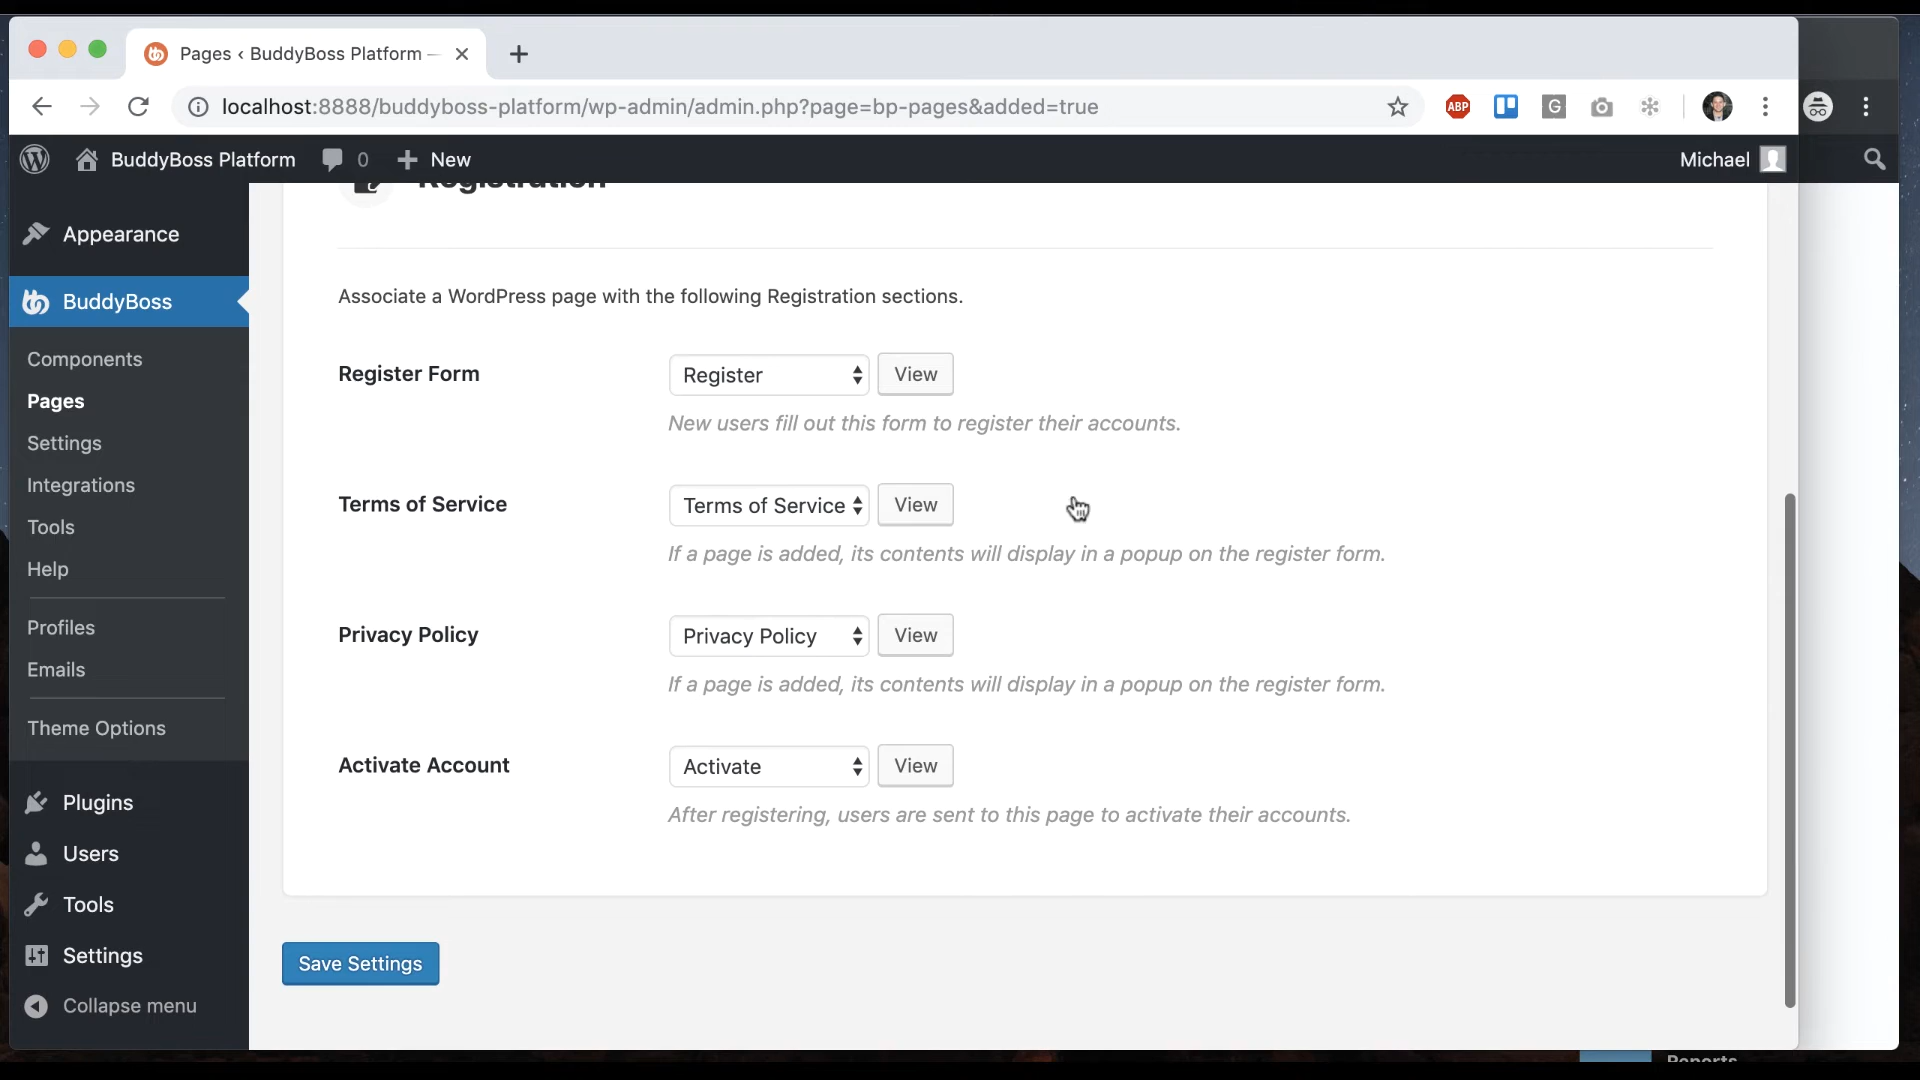 Pages ‹ BuddyBoss Platform —
localhost:8888/buddyboss-platform/wp-admin/admin.php?page=bp-pages&added=true
ABP
G
BuddyBoss Platform
0
New
Michael
Registration
Appearance
BuddyBoss
Components
Pages
Settings
Integrations
Tools
Help
Profiles
Emails
Theme Options
Plugins
Users
Tools
Settings
Collapse menu
Associate a WordPress page with the following Registration sections.
Register Form
Register
View
New users fill out this form to register their accounts.
Terms of Service
Terms of Service
View
If a page is added, its contents will display in a popup on the register form.
Privacy Policy
Privacy Policy
View
If a page is added, its contents will display in a popup on the register form.
Activate Account
Activate
View
After registering, users are sent to this page to activate their accounts.
Save Settings
Reports